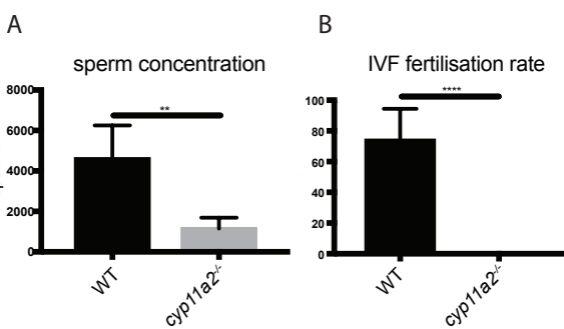 A
sperm concentration
8000
6000
4000
2000
0
**
WT
cyp11a2-/-
B
IVF fertilisation rate
100
80
60
40
20
0
****
WT
cyp11a2-/-